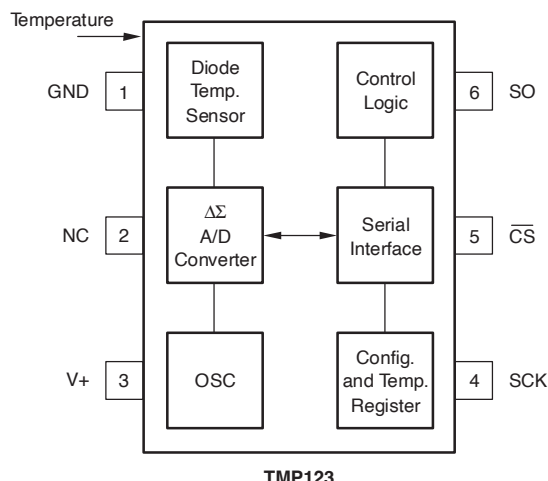 Temperature
GND
1
Diode
Temp.
Sensor
Control
Logic
6
SO
NC
2
ΔΣ
A/D
Converter
Serial
Interface
5
C̅S̅
V+
3
OSC
Config.
and Temp.
Register
4
SCK
TMP123